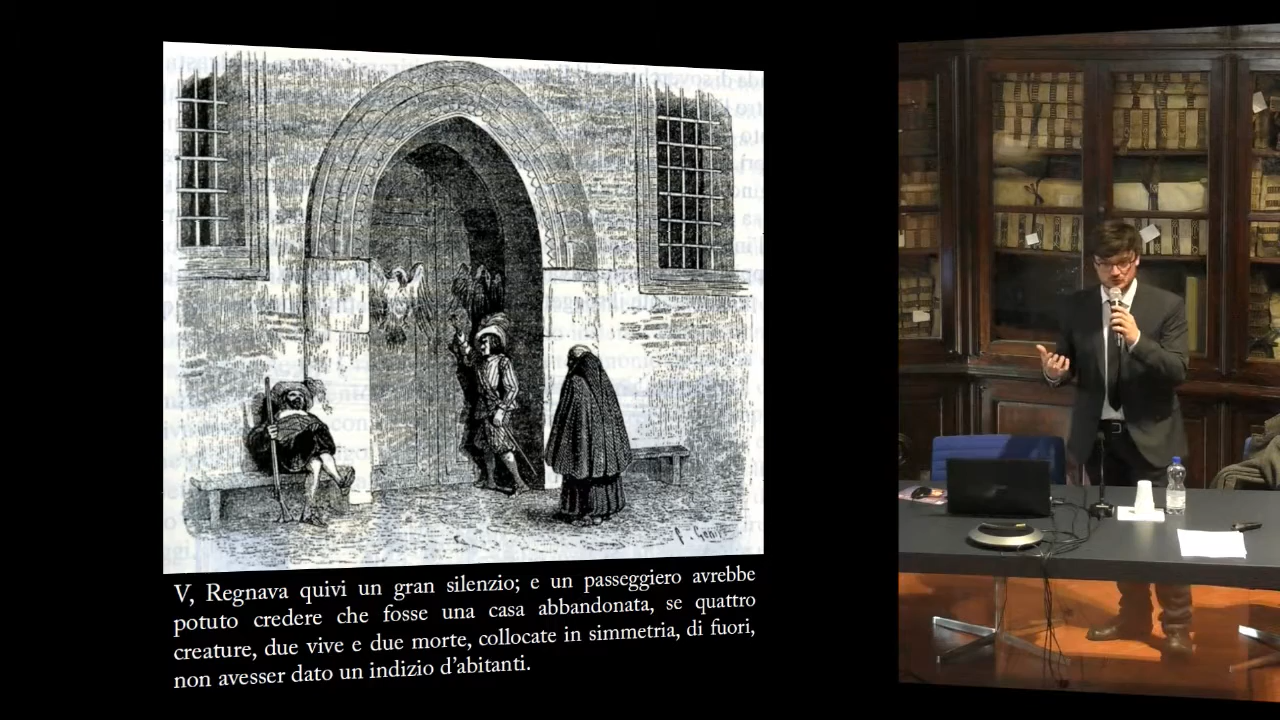 V, Regnava quivi un gran silenzio; e un passeggiero avrebbe
potuto credere che fosse una casa abbandonata, se quattro
creature, due vive e due morte, collocate in simmetria, di fuori,
non avesser dato un indizio d'abitanti.